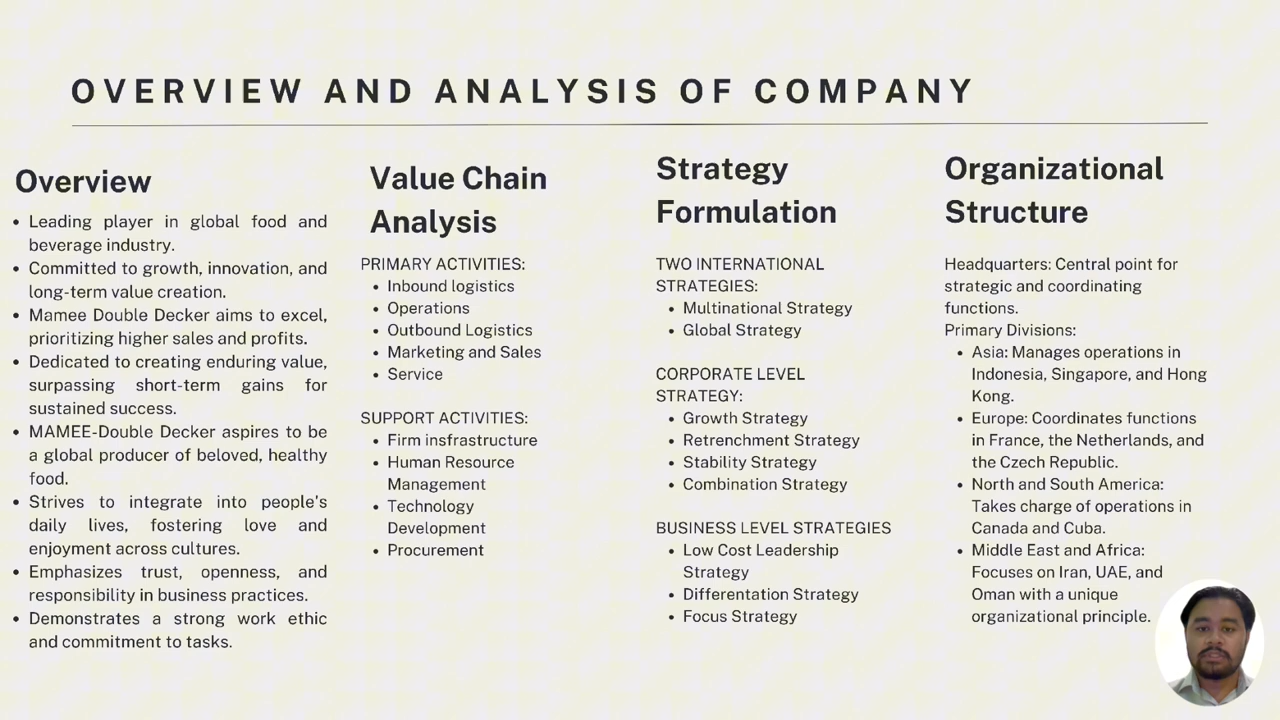 OVERVIEW AND ANALYSIS OF COMPANY
Overview
• Leading player in global food and
beverage industry.
• Committed to growth, innovation, and
long-term value creation.
• Mamee Double Decker aims to excel,
prioritizing higher sales and profits.
• Dedicated to creating enduring value,
surpassing short-term gains for
sustained success.
• MAMEE-Double Decker aspires to be
a global producer of beloved, healthy
food.
• Strives to integrate into people's
daily lives, fostering love and
enjoyment across cultures.
• Emphasizes trust, openness, and
responsibility in business practices.
• Demonstrates a strong work ethic
and commitment to tasks.
Value Chain
Analysis
PRIMARY ACTIVITIES:
• Inbound logistics
• Operations
• Outbound Logistics
• Marketing and Sales
• Service
SUPPORT ACTIVITIES:
• Firm insfrastructure
• Human Resource
Management
• Technology
Development
• Procurement
Strategy
Formulation
TWO INTERNATIONAL
STRATEGIES:
• Multinational Strategy
• Global Strategy
CORPORATE LEVEL
STRATEGY:
• Growth Strategy
• Retrenchment Strategy
• Stability Strategy
• Combination Strategy
BUSINESS LEVEL STRATEGIES
• Low Cost Leadership
Strategy
• Differentation Strategy
• Focus Strategy
Organizational
Structure
Headquarters: Central point for
strategic and coordinating
functions.
Primary Divisions:
• Asia: Manages operations in
Indonesia, Singapore, and Hong
Kong.
• Europe: Coordinates functions
in France, the Netherlands, and
the Czech Republic.
• North and South America:
Takes charge of operations in
Canada and Cuba.
• Middle East and Africa:
Focuses on Iran, UAE, and
Oman with a unique
organizational principle.